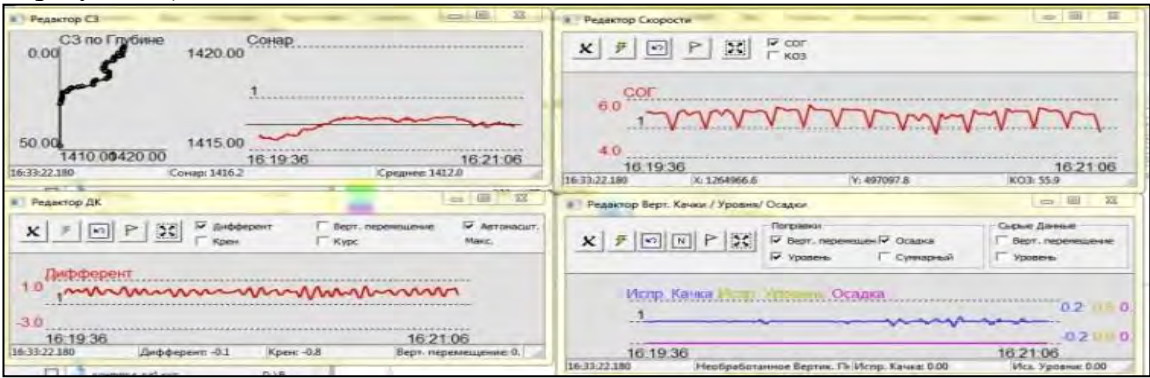 Редактор СЗ
СЗ по Глубине
Сонар
0.00
1420.00
1
50.00
1415.00
1410.00 1420.00
16:19:36
16:21:06
16:33:22.180
Сонар: 1416.2
Среднее: 1412.0
Редактор Скорости
СОГ
КОЗ
СОГ
6.0
1
4.0
16:19:36
16:21:06
16:33:22.180
X: 1264966.6
Y: 497097.8
КОЗ: 55.9
Редактор ДК
Дифферент
Верт. перемещение
Автомасшт.
Крен
Курс
Макс.
Дифферент
1.0
1
-3.0
16:19:36
16:21:06
16:33:22.180
Дифферент: -0.1
Крен: -0.8
Верт. перемещение: 0.
Редактор Верт. Качки / Уровня/ Осадки
Поправки
Сырые Данные
Верт. перемещен
Осадка
Верт. перемещение
Уровень
Суммарный
Уровень
Испр. Качка Испр. Уровень Осадка
1
0.2
0.
-0.2
16:19:36
16:21:06
16:33:22.180
Необработанное Вертик. Пе
Испр. Качка: 0.00
Исх. Уровня: 0.00